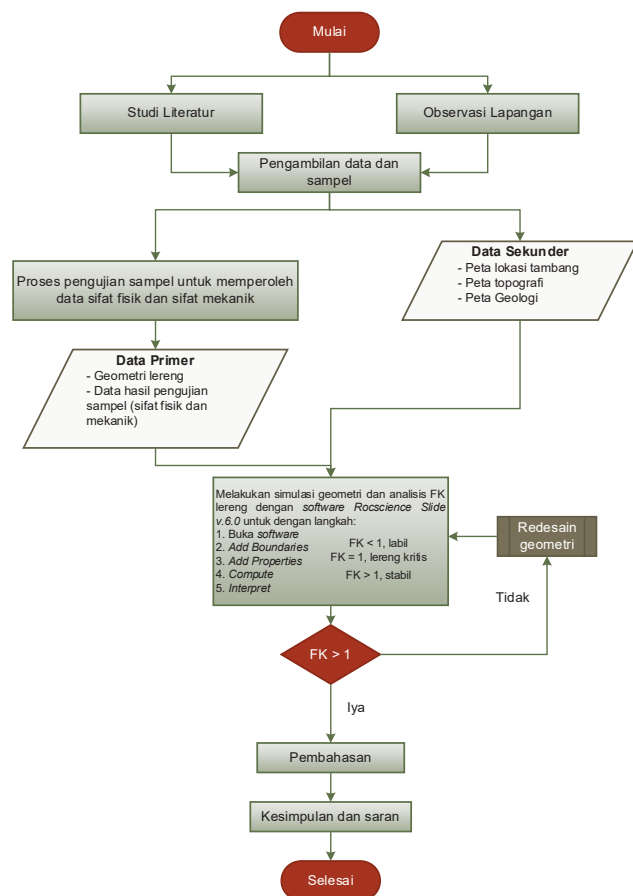 Mulai
Studi Literatur
Observasi Lapangan
Pengambilan data dan
sampel
Proses pengujian sampel untuk memperoleh
data sifat fisik dan sifat mekanik
Data Sekunder
- Peta lokasi tambang
- Peta topografi
- Peta Geologi
Data Primer
- Geometri lereng
- Data hasil pengujian
sampel (sifat fisik dan
mekanik)
Melakukan simulasi geometri dan analisis FK
lereng dengan software Rocscience Slide
v.6.0 untuk dengan langkah:
1. Buka software
2. Add Boundaries
3. Add Properties
4. Compute
5. Interpret
FK < 1, labil
FK = 1, lereng kritis
FK > 1, stabil
Redesain
geometri
Tidak
FK > 1
Iya
Pembahasan
Kesimpulan dan saran
Selesai